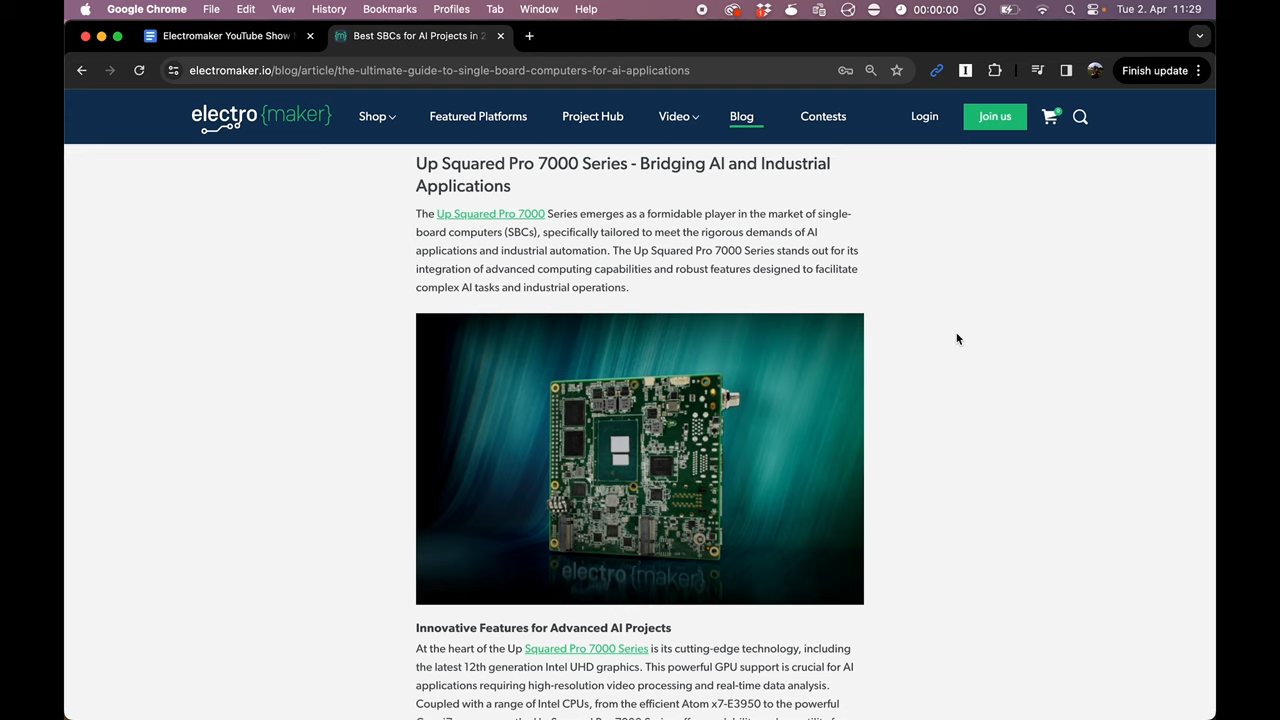 Google Chrome File Edit View History Bookmarks Profiles Tab Window Help 00:00:00 Tue 2. Apr 11:29
Electromaker YouTube Show
Best SBCs for AI Projects in 2
electromaker.io/blog/article/the-ultimate-guide-to-single-board-computers-for-ai-applications
Finish update
electro{maker}
Shop Featured Platforms Project Hub Video Blog Contests Login Join us
Up Squared Pro 7000 Series - Bridging AI and Industrial
Applications
The Up Squared Pro 7000 Series emerges as a formidable player in the market of single-
board computers (SBCs), specifically tailored to meet the rigorous demands of AI
applications and industrial automation. The Up Squared Pro 7000 Series stands out for its
integration of advanced computing capabilities and robust features designed to facilitate
complex AI tasks and industrial operations.
electro{maker}
Innovative Features for Advanced AI Projects
At the heart of the Up Squared Pro 7000 Series is its cutting-edge technology, including
the latest 12th generation Intel UHD graphics. This powerful GPU support is crucial for AI
applications requiring high-resolution video processing and real-time data analysis.
Coupled with a range of Intel CPUs, from the efficient Atom x7-E3950 to the powerful